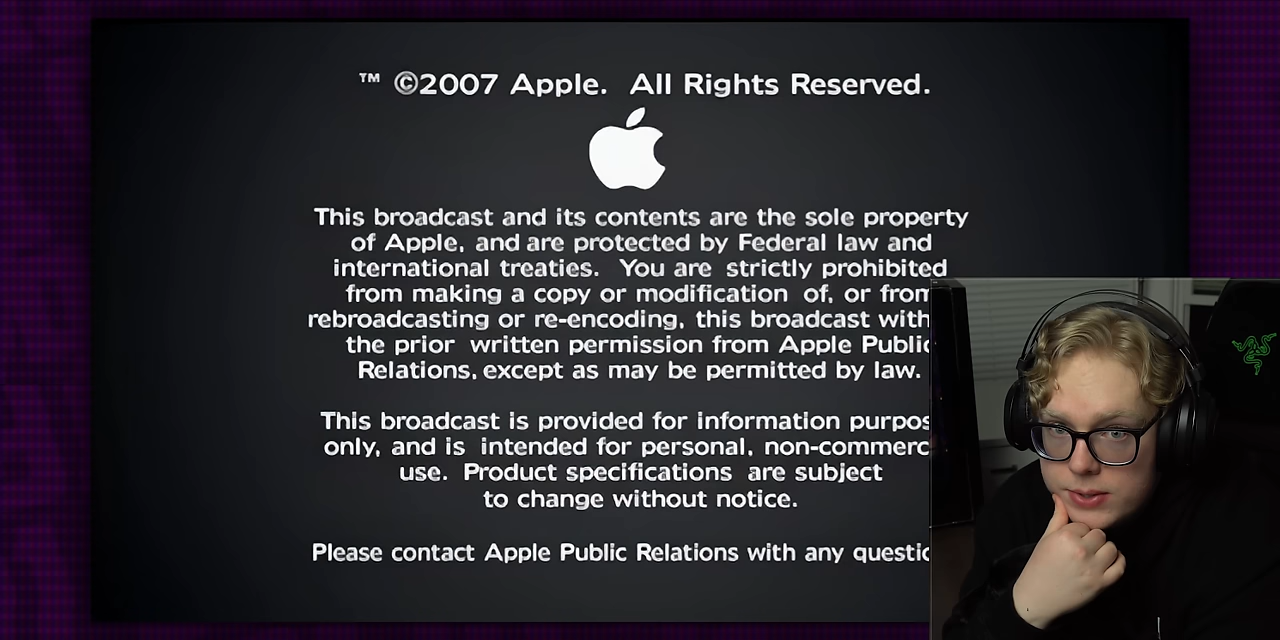 ™ ©2007 Apple. All Rights Reserved.
This broadcast and its contents are the sole property
of Apple, and are protected by Federal law and
international treaties. You are strictly prohibited
from making a copy or modification of, or from
rebroadcasting or re-encoding, this broadcast with
the prior written permission from Apple Public
Relations, except as may be permitted by law.
This broadcast is provided for information
only, and is intended for personal,
use. Product specifications are subject
to change without notice.
Please contact Apple Public Relations with any